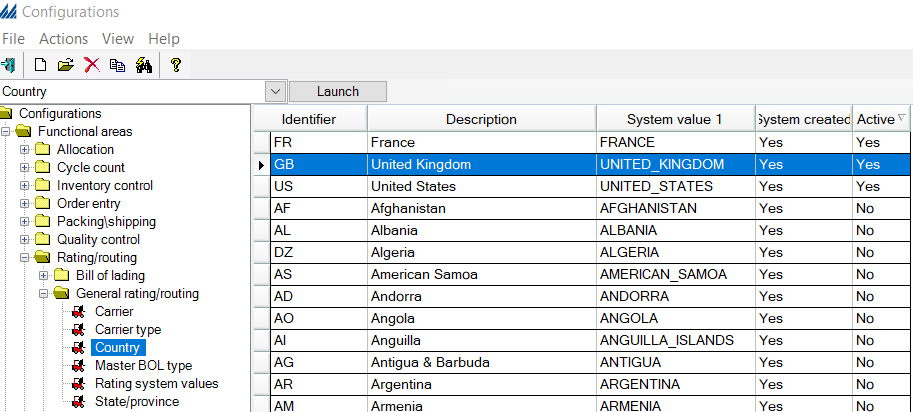 Configurations
File Actions View Help
Country Launch
Configurations
Functional areas
Allocation
Cycle count
Inventory control
Order entry
Packing\shipping
Quality control
Rating/routing
Bill of lading
General rating/routing
Carrier
Carrier type
Country
Master BOL type
Rating system values
State/province
Identifier Description System value 1 System created Active
FR France FRANCE Yes Yes
GB United Kingdom UNITED_KINGDOM Yes Yes
US United States UNITED_STATES Yes Yes
AF Afghanistan AFGHANISTAN Yes No
AL Albania ALBANIA Yes No
DZ Algeria ALGERIA Yes No
AS American Samoa AMERICAN_SAMOA Yes No
AD Andorra ANDORRA Yes No
AO Angola ANGOLA Yes No
AI Anguilla ANGUILLA_ISLANDS Yes No
AG Antigua & Barbuda ANTIGUA Yes No
AR Argentina ARGENTINA Yes No
AM Armenia ARMENIA Yes No